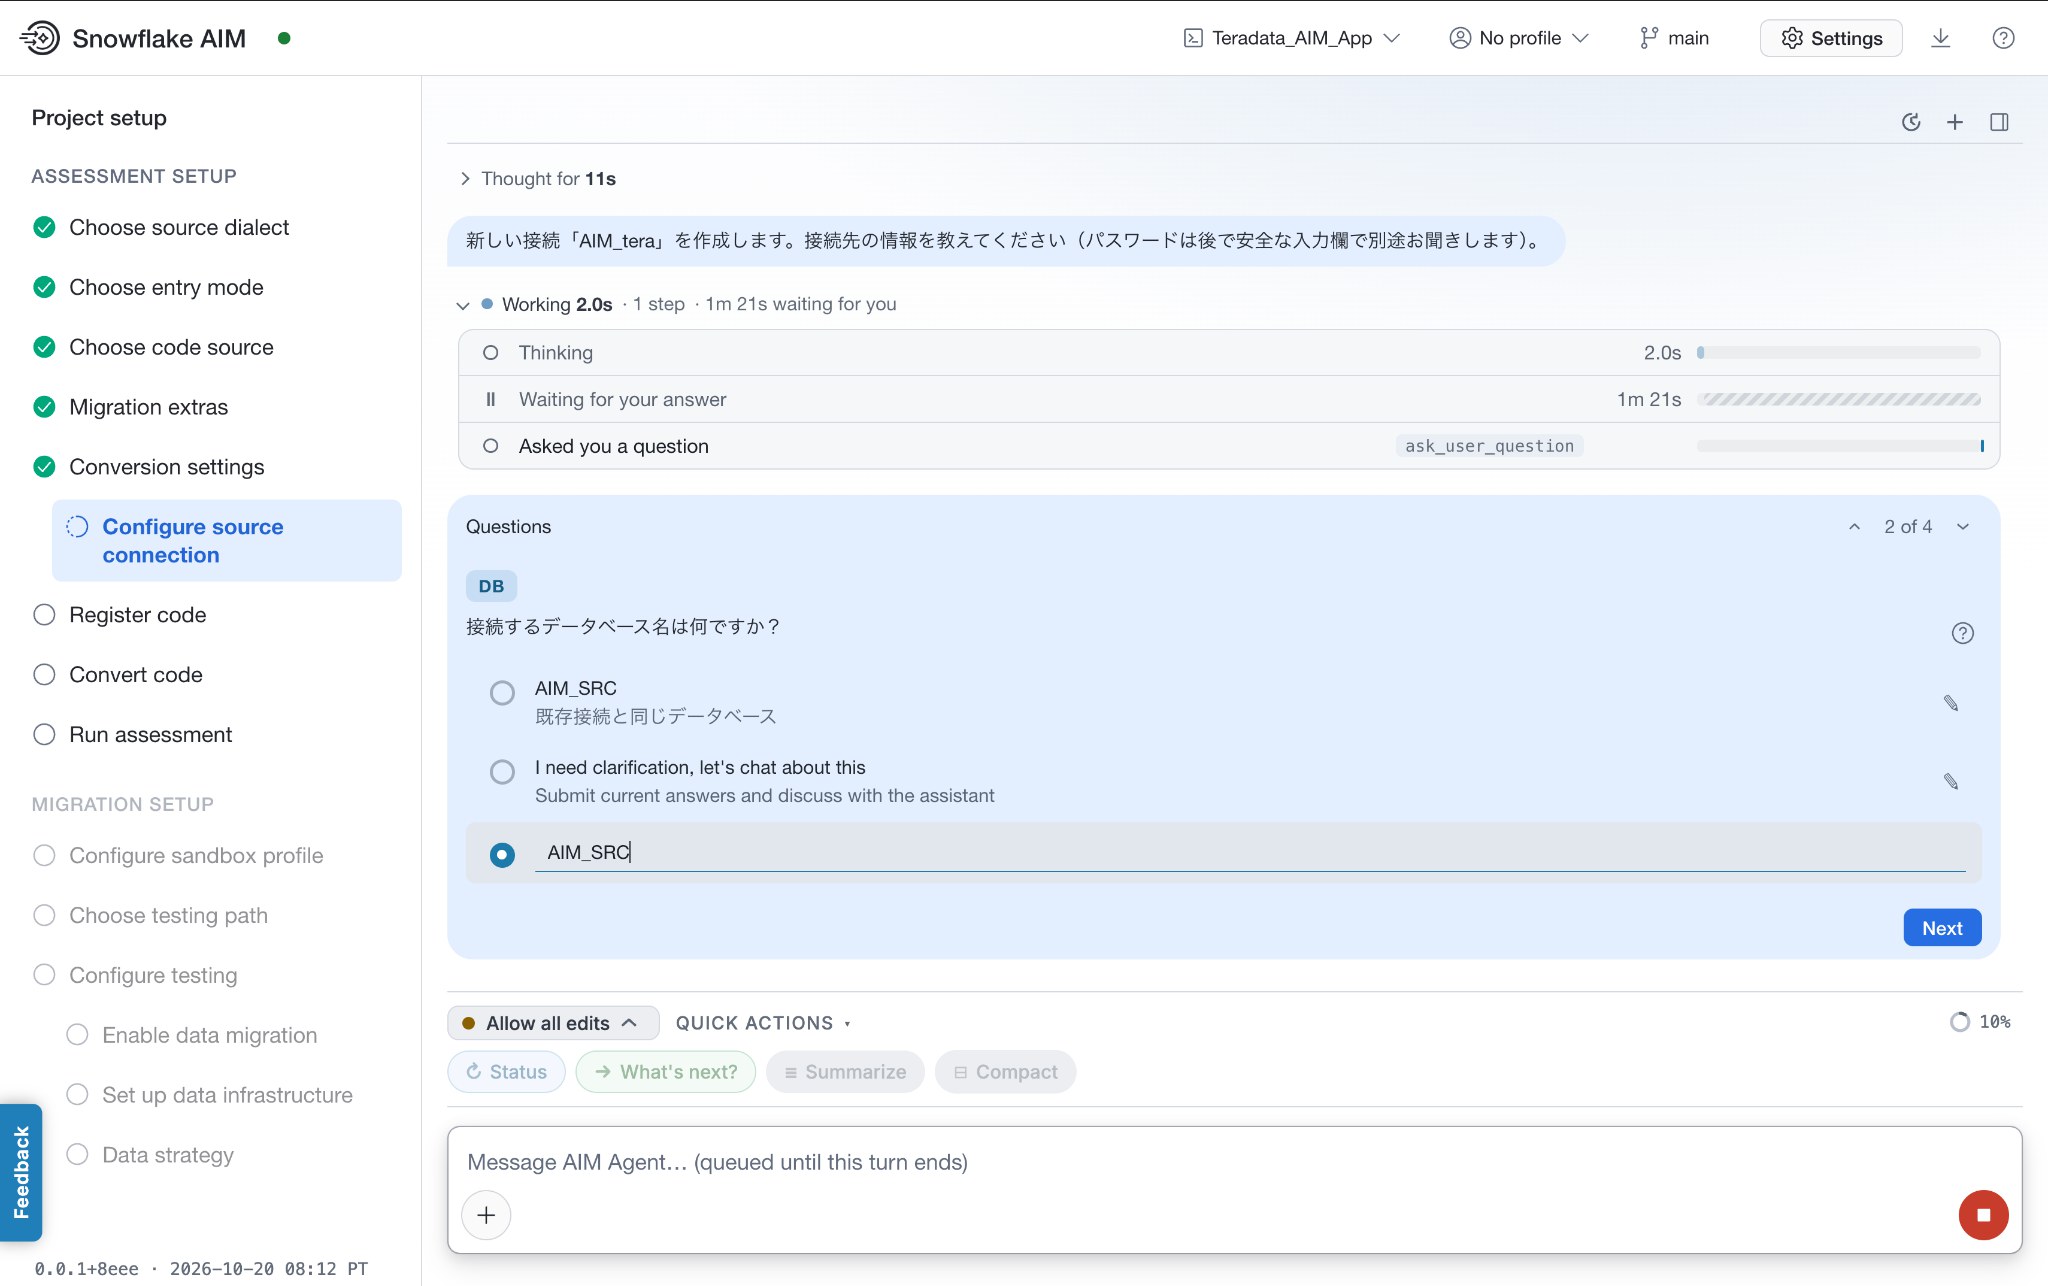 Snowflake AIM
Teradata_AIM_App
No profile
main
Settings
Project setup
ASSESSMENT SETUP
Choose source dialect
Choose entry mode
Choose code source
Migration extras
Conversion settings
Configure source
connection
Register code
Convert code
Run assessment
MIGRATION SETUP
Configure sandbox profile
Choose testing path
Configure testing
Enable data migration
Set up data infrastructure
Data strategy
Feedback
0.0.1+8eee · 2026-10-20 08:12 PT
Thought for 11s
新しい接続「AIM_tera」を作成します。接続先の情報を教えてください（パスワードは後で安全な入力欄で別途お聞きします）。
Working 2.0s · 1 step · 1m 21s waiting for you
Thinking 2.0s
Waiting for your answer 1m 21s
Asked you a question ask_user_question
Questions 2 of 4
DB
接続するデータベース名は何ですか？
AIM_SRC
既存接続と同じデータベース
I need clarification, let's chat about this
Submit current answers and discuss with the assistant
AIM_SRC
Next
Allow all edits QUICK ACTIONS 10%
Status What's next? Summarize Compact
Message AIM Agent… (queued until this turn ends)